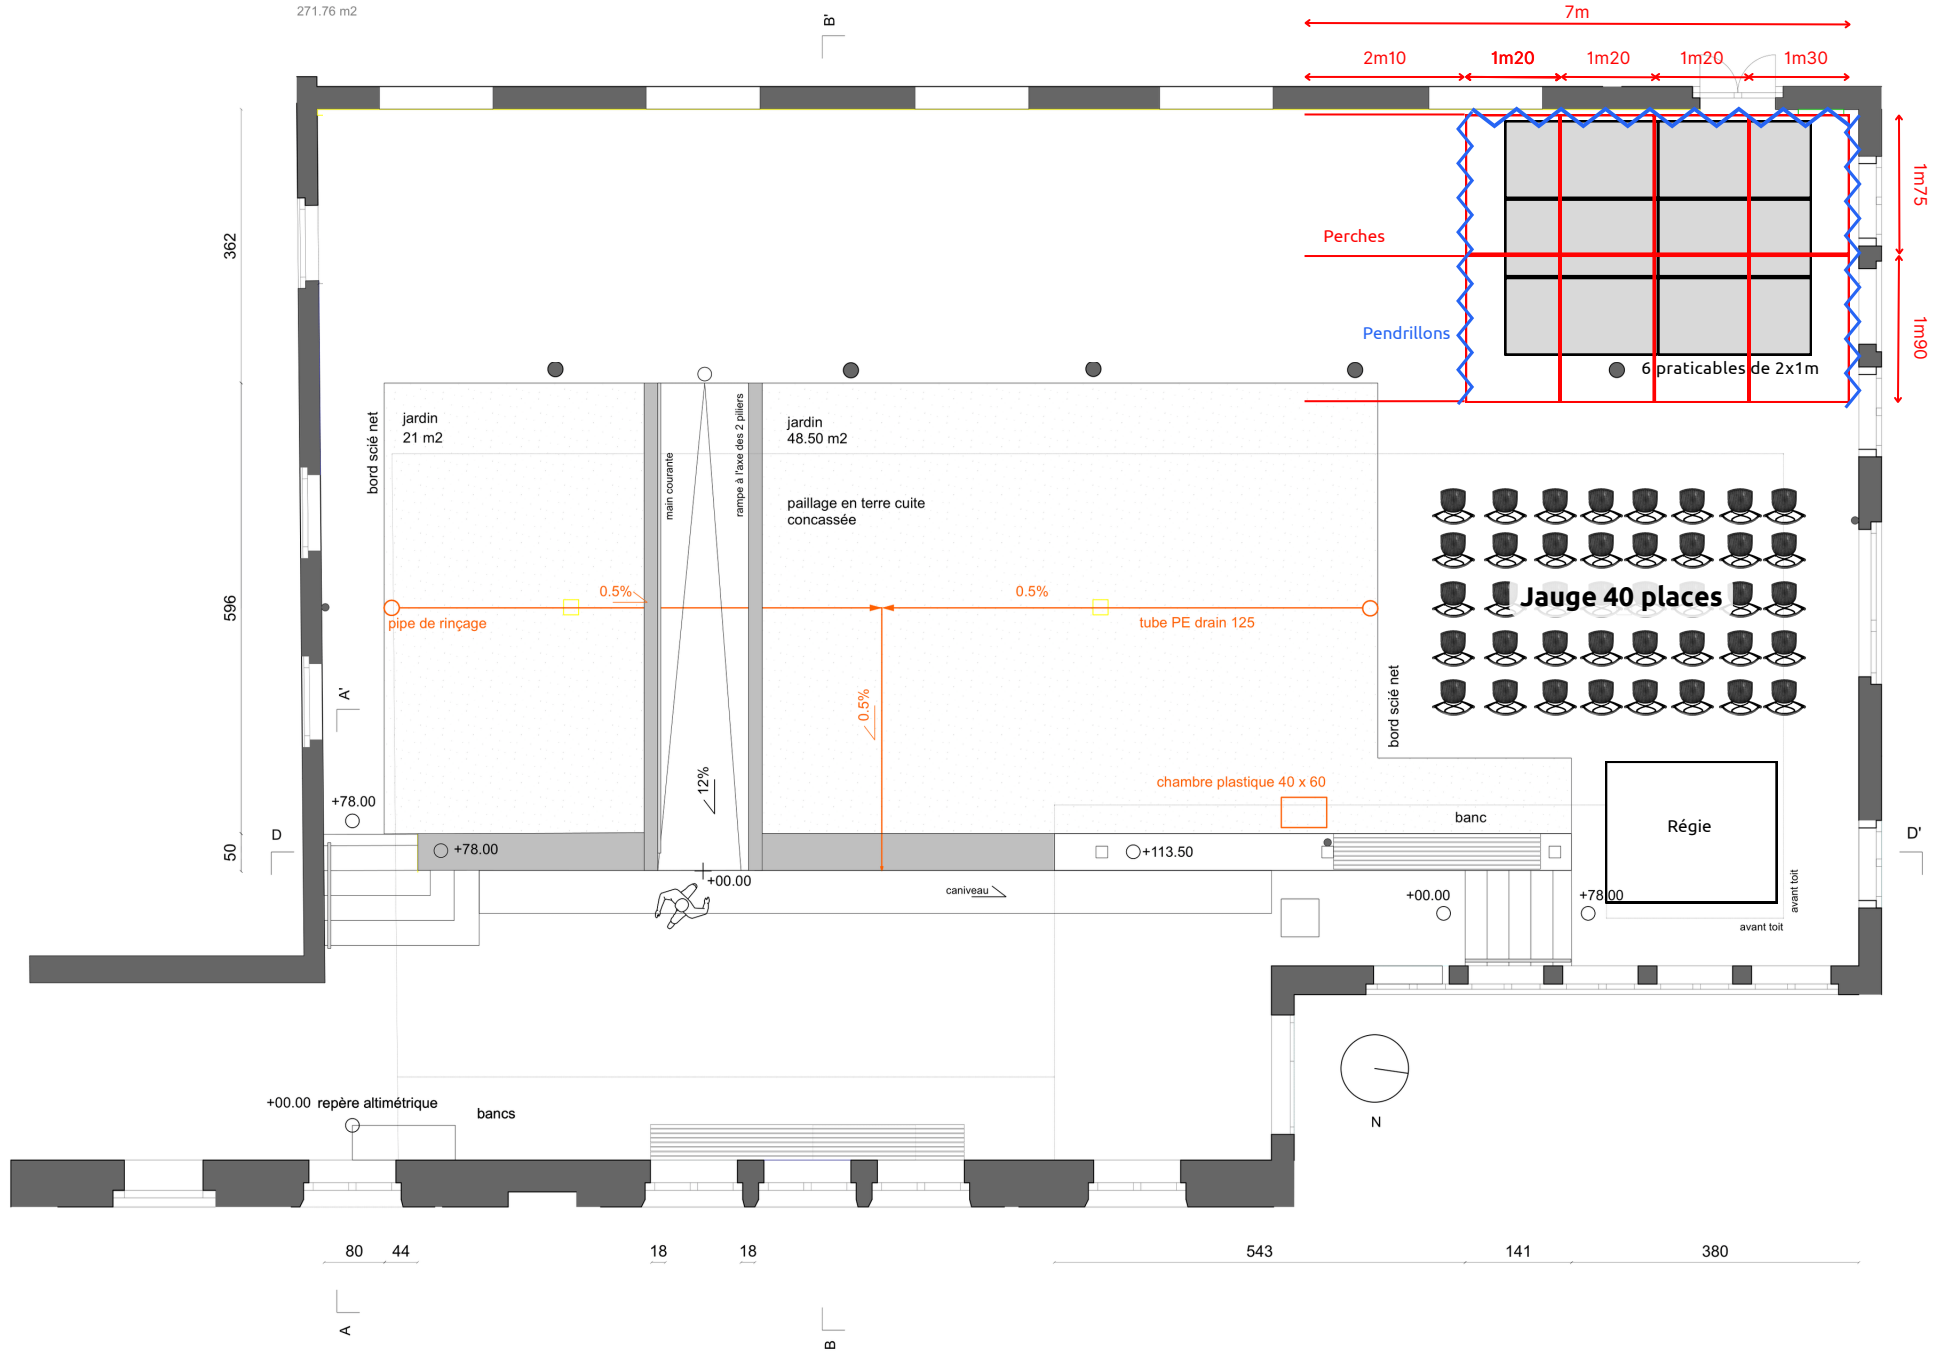 271.76 m2
B'
7m
2m10
1m20
1m20
1m20
1m30
1m75
362
Perches
Pendrillons
1m90
6 praticables de 2x1m
jardin
21 m2
bord scié net
main courante
rampe à l'axe des 2 piliers
jardin
48.50 m2
paillage en terre cuite
concassée
596
0.5%
0.5%
pipe de rinçage
tube PE drain 125
Jauge 40 places
bord scié net
A'
0.5%
12%
chambre plastique 40 x 60
+78.00
banc
Régie
D
50
+78.00
+113.50
D'
+00.00
caniveau
+00.00
+78.00
avant toit
avant toit
N
+00.00 repère altimétrique
bancs
80
44
18
18
543
141
380
A
B